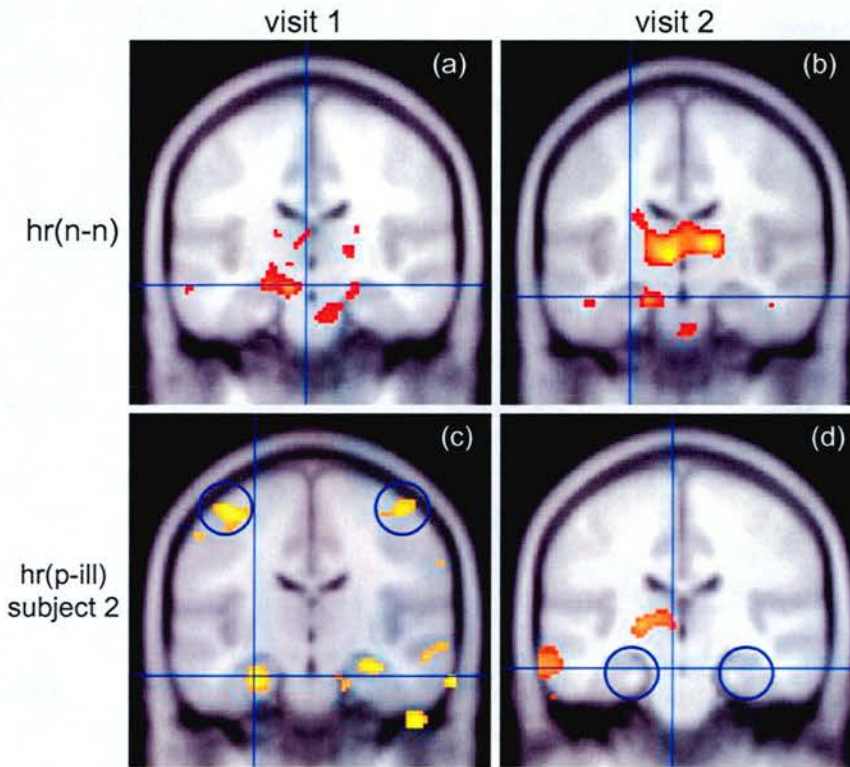 visit 1
visit 2
(a)
(b)
hr(n-n)
(c)
(d)
hr(p-ill)
subject 2